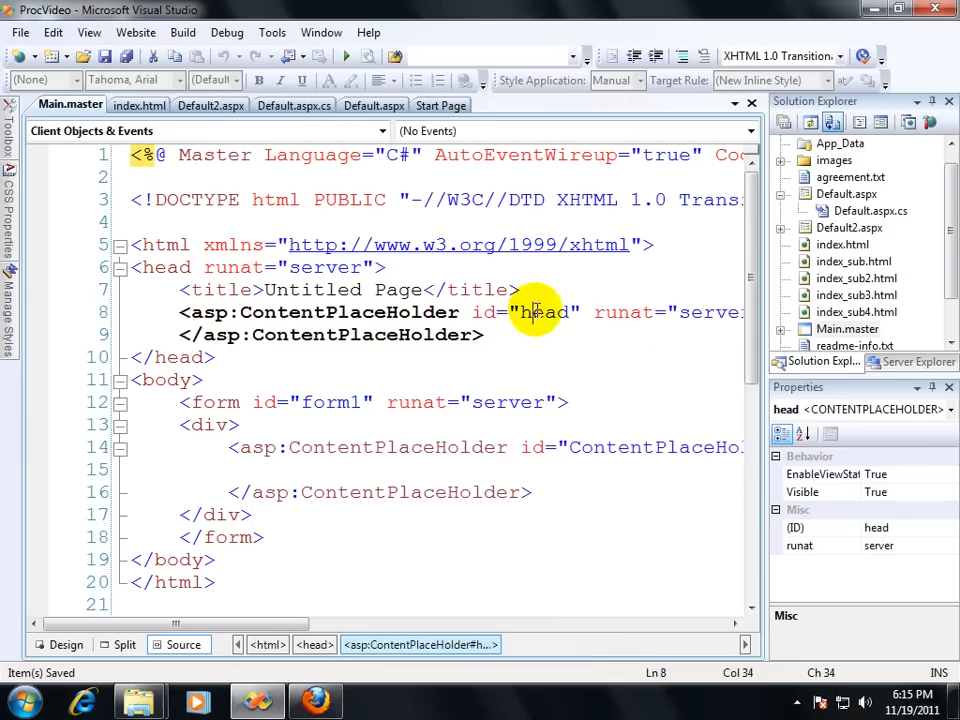 ProcVideo - Microsoft Visual Studio
File Edit View Website Build Debug Tools Window Help
XHTML 1.0 Transition
(None) Tahoma, Arial (Default B I U Style Application: Manual Target Rule: (New Inline Style)
Main.master index.html Default2.aspx Default.aspx.cs Default.aspx Start Page
Client Objects & Events (No Events)
1 <%@ Master Language="C#" AutoEventWireup="true" Cod
2
3 <!DOCTYPE html PUBLIC "-//W3C//DTD XHTML 1.0 Transi
4
5 <html xmlns="http://www.w3.org/1999/xhtml">
6 <head runat="server">
7 <title>Untitled Page</title>
8 <asp:ContentPlaceHolder id="head" runat="server
9 </asp:ContentPlaceHolder>
10 </head>
11 <body>
12 <form id="form1" runat="server">
13 <div>
14 <asp:ContentPlaceHolder id="ContentPlaceHol
15
16 </asp:ContentPlaceHolder>
17 </div>
18 </form>
19 </body>
20 </html>
21
Design Split Source <html> <head> <asp:ContentPlaceHolder#h...>
Toolbox
CSS Properties
Manage Styles
Solution Explorer
App_Data
images
agreement.txt
Default.aspx
Default.aspx.cs
Default2.aspx
index.html
index_sub.html
index_sub2.html
index_sub3.html
index_sub4.html
Main.master
readme-info.txt
Solution Expl... Server Explorer
Properties
head <CONTENTPLACEHOLDER>
Behavior
EnableViewStat True
Visible True
Misc
(ID) head
runat server
Misc
Item(s) Saved Ln 8 Col 34 Ch 34 INS
6:15 PM
11/19/2011